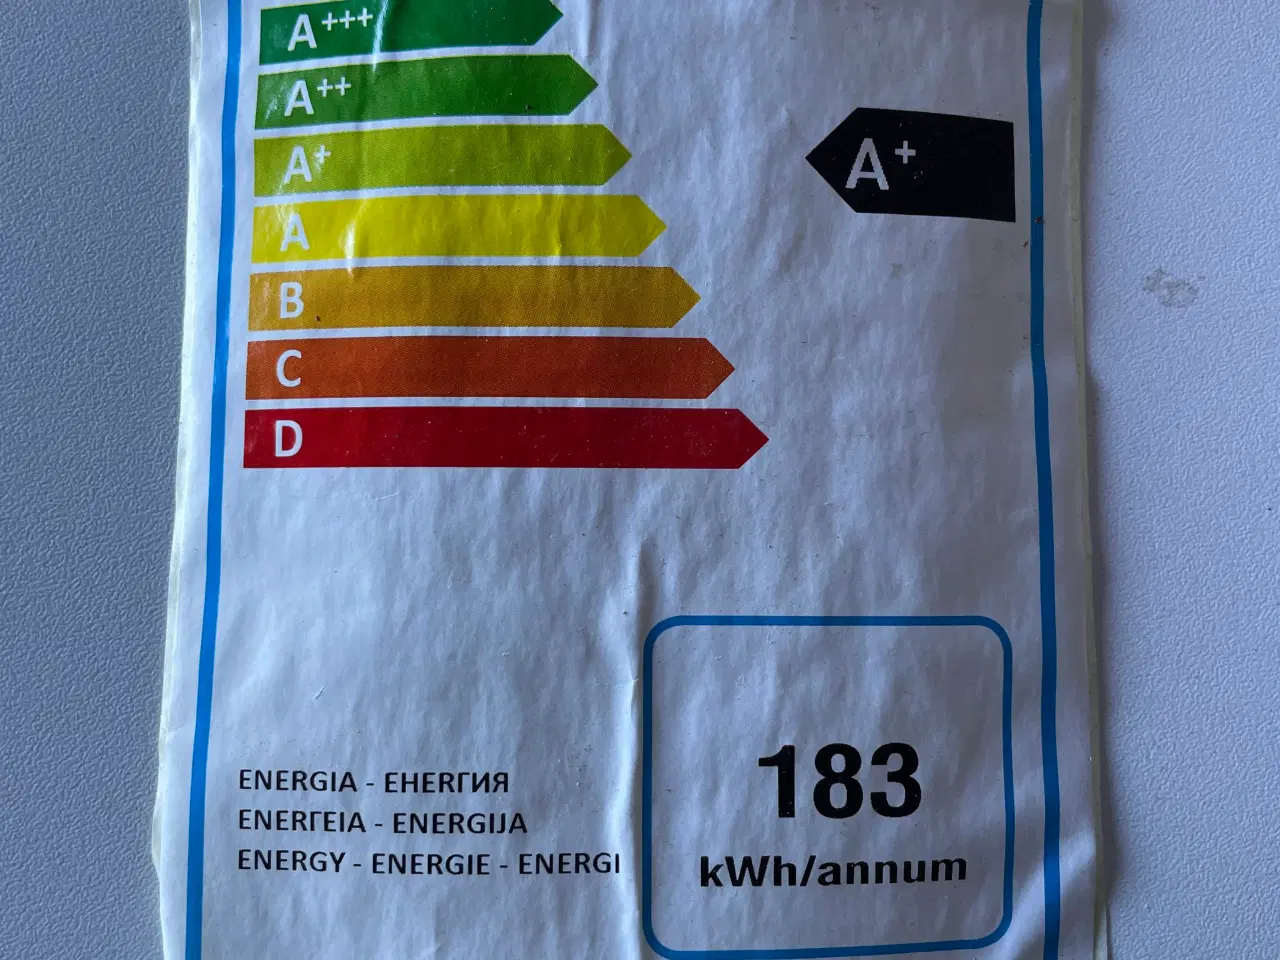 A+++
A++
A+
A+
A
B
C
D
ENERGIA - ЕНЕРГИЯ
ΕΝΕΡΓΕΙΑ - ENERGIJA
ENERGY - ENERGIE - ENERGI
183
kWh/annum